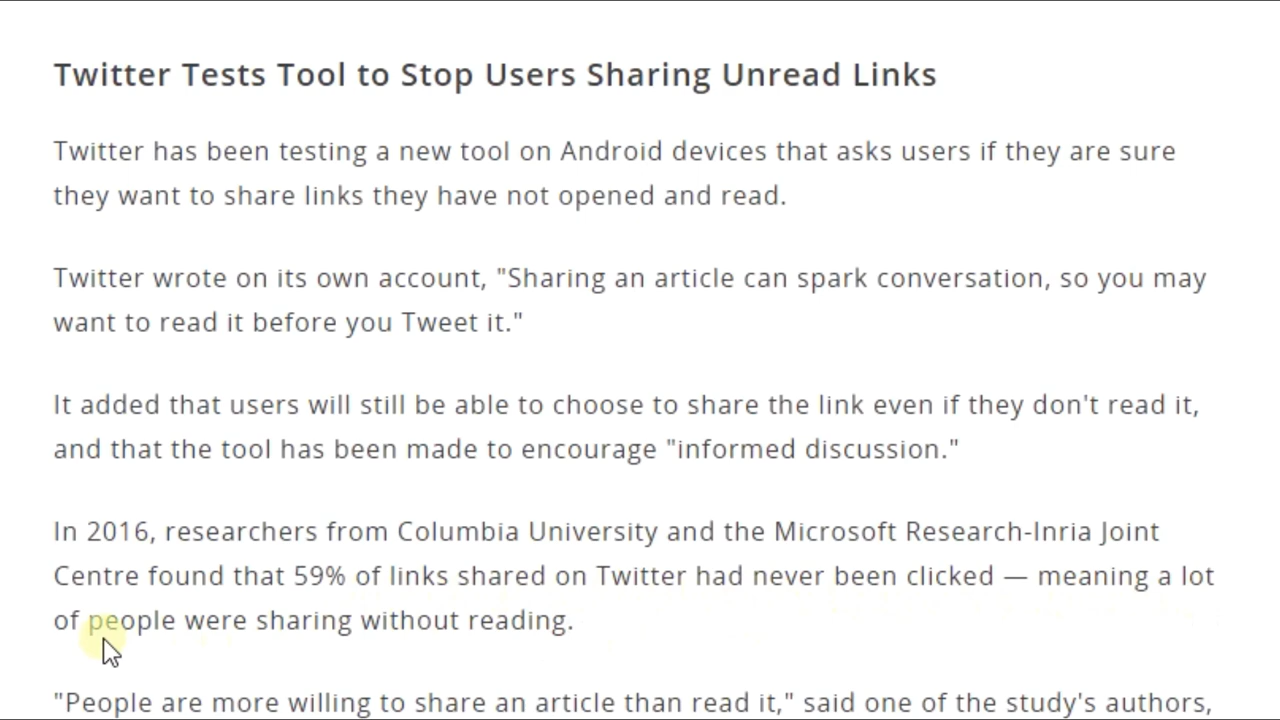 Twitter Tests Tool to Stop Users Sharing Unread Links
Twitter has been testing a new tool on Android devices that asks users if they are sure
they want to share links they have not opened and read.
Twitter wrote on its own account, "Sharing an article can spark conversation, so you may
want to read it before you Tweet it."
It added that users will still be able to choose to share the link even if they don't read it,
and that the tool has been made to encourage "informed discussion."
In 2016, researchers from Columbia University and the Microsoft Research-Inria Joint
Centre found that 59% of links shared on Twitter had never been clicked — meaning a lot
of people were sharing without reading.
"People are more willing to share an article than read it," said one of the study's authors,